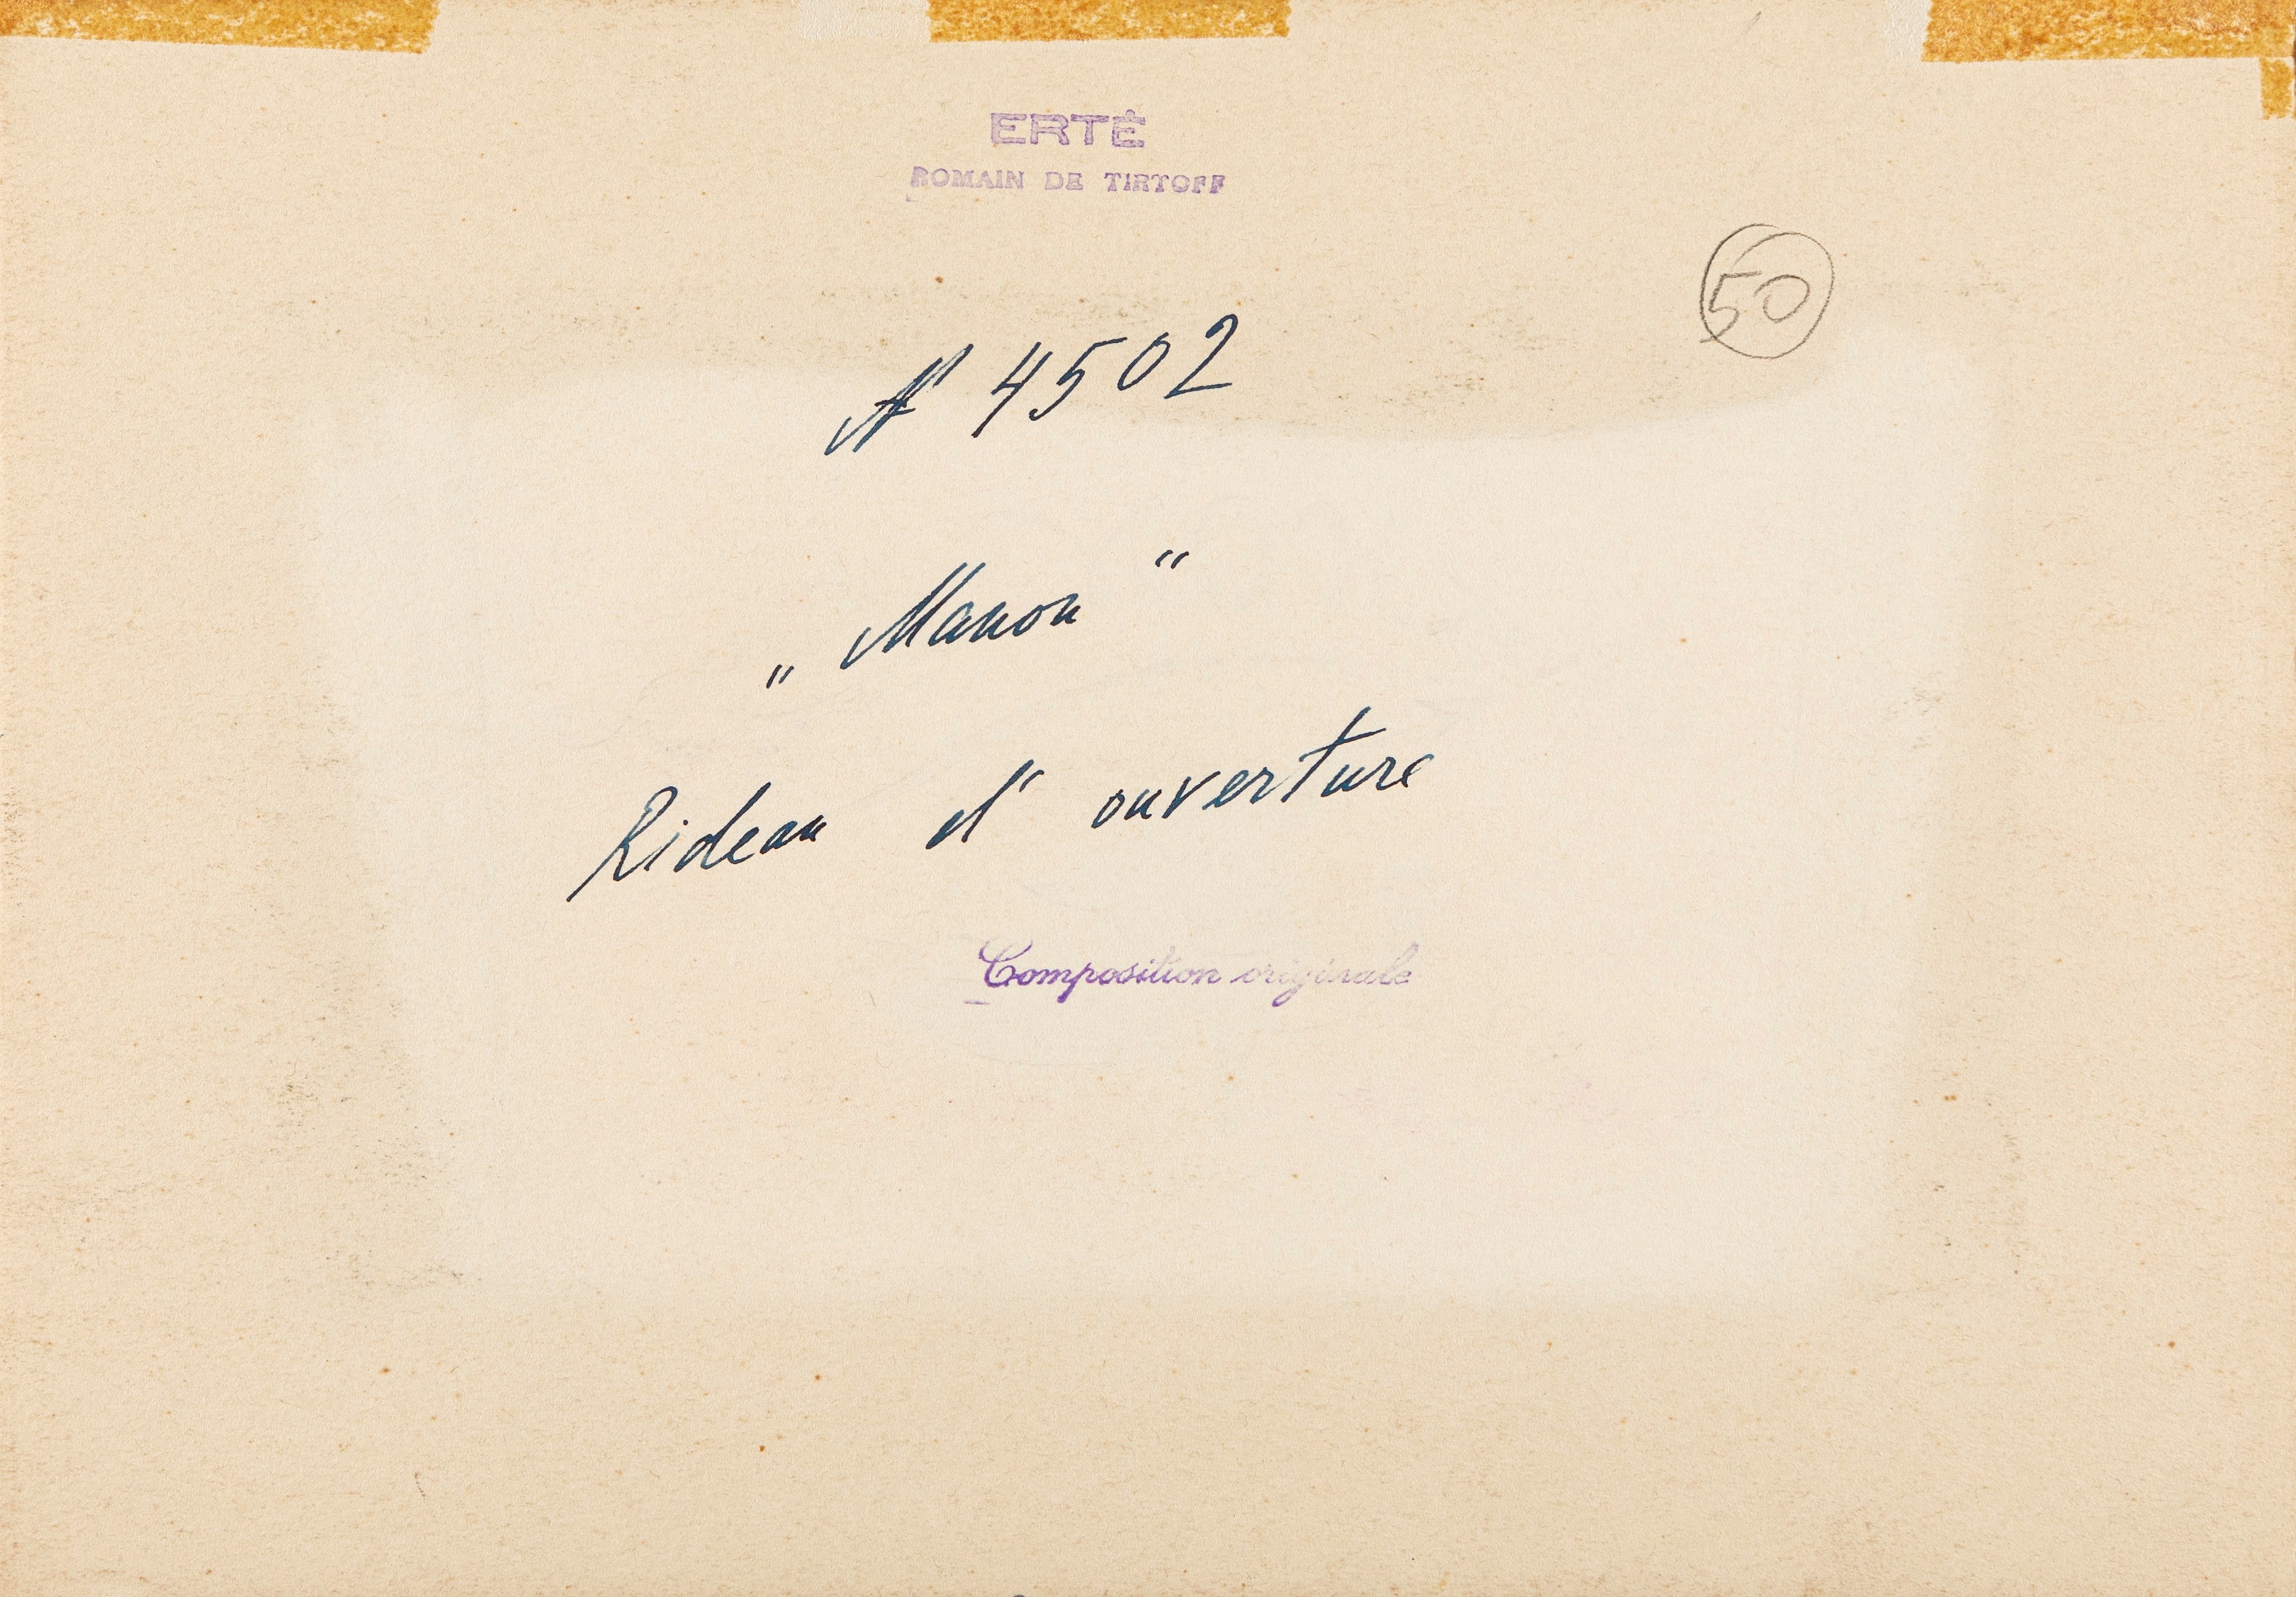 ERTÉ
ROMAIN DE TIRTOFF
50
N° 4502
„Manon“
Rideau d'ouverture
Composition originale